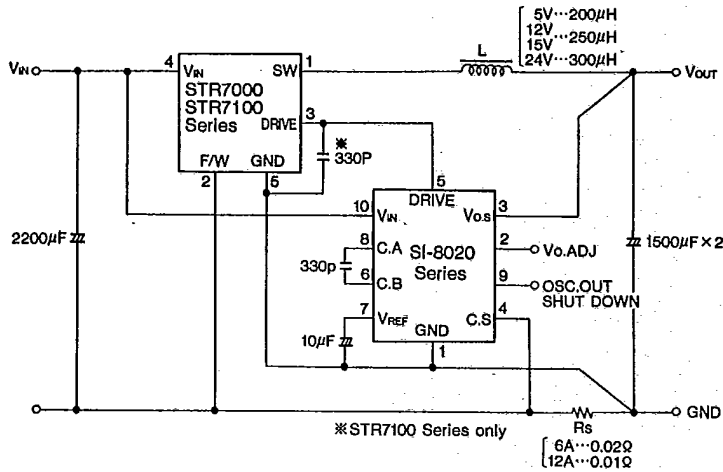 5V···200μH
12V
15V ···250μH
24V···300μH
L
VIN
4
VIN
SW
1
VOUT
STR7000
STR7100
Series
DRIVE
3
※
330P
F/W
GND
2
5
5
DRIVE
10
VIN
VO.S
3
2200μF
8
C.A
SI-8020
Series
2
VO.ADJ
1500μF×2
330p
6
C.B
9
OSC.OUT
SHUT DOWN
7
VREF
C.S
4
10μF
GND
1
GND
Rs
※STR7100 Series only
6A···0.02Ω
12A···0.01Ω